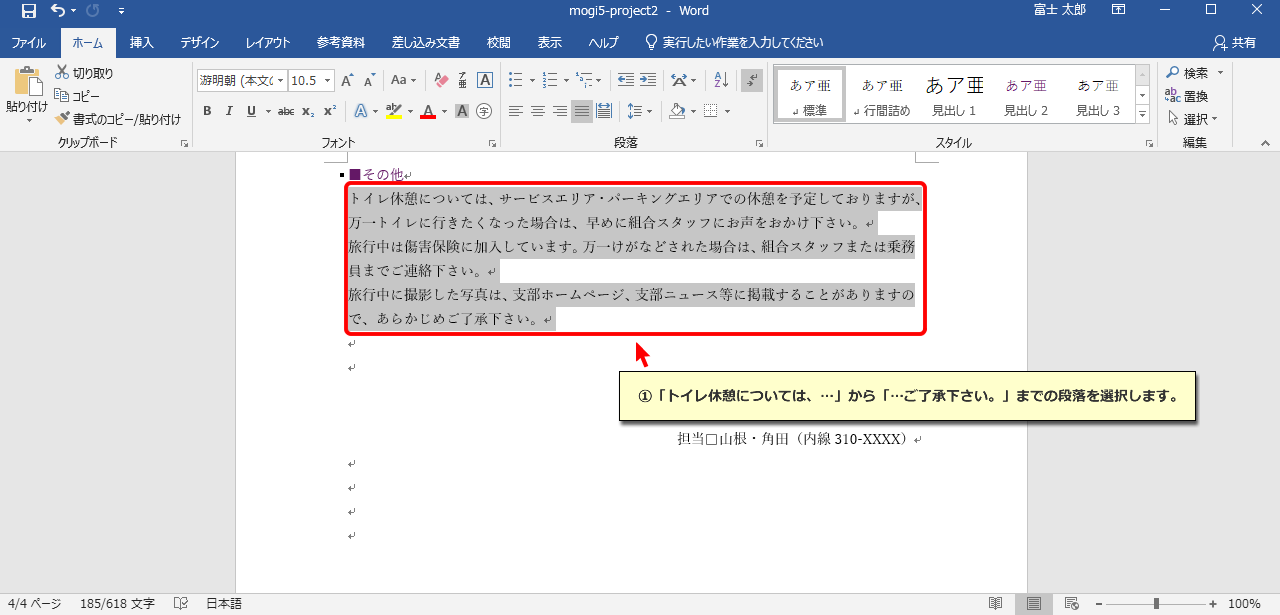 mogi5-project2 - Word
富士 太郎
ファイル ホーム 挿入 デザイン レイアウト 参考資料 差し込み文書 校閲 表示 ヘルプ 実行したい作業を入力してください 共有
貼り付け
切り取り
コピー
書式のコピー/貼り付け
クリップボード
游明朝 (本文の 10.5
Aa
B I U abc x₂ x²
フォント
段落
あア亜 あア亜 あア亜 あア亜 あア亜
標準 行間詰め 見出し 1 見出し 2 見出し 3
スタイル
検索
置換
選択
編集
■その他
トイレ休憩については、サービスエリア・パーキングエリアでの休憩を予定しておりますが、
万一トイレに行きたくなった場合は、早めに組合スタッフにお声をおかけ下さい。
旅行中は傷害保険に加入しています。万一けがなどされた場合は、組合スタッフまたは乗務
員までご連絡下さい。
旅行中に撮影した写真は、支部ホームページ、支部ニュース等に掲載することがありますの
で、あらかじめご了承下さい。
①「トイレ休憩については、…」から「…ご了承下さい。」までの段落を選択します。
担当□山根・角田（内線 310-XXXX）
4/4 ページ 185/618 文字 日本語 100%